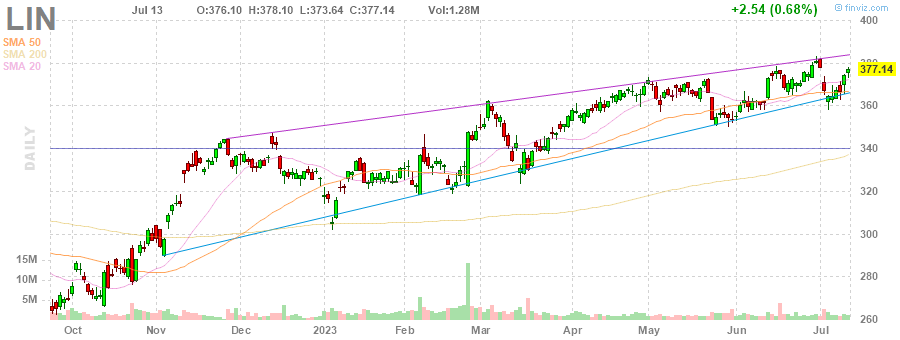 LIN
Jul 13 O:376.10 H:378.10 L:373.64 C:377.14 Vol:1.28M +2.54 (0.68%)
finviz.com
SMA 50
SMA 200
SMA 20
DAILY
400
377.14
360
340
320
300
280
260
15M
10M
5M
Oct Nov Dec 2023 Feb Mar Apr May Jun Jul